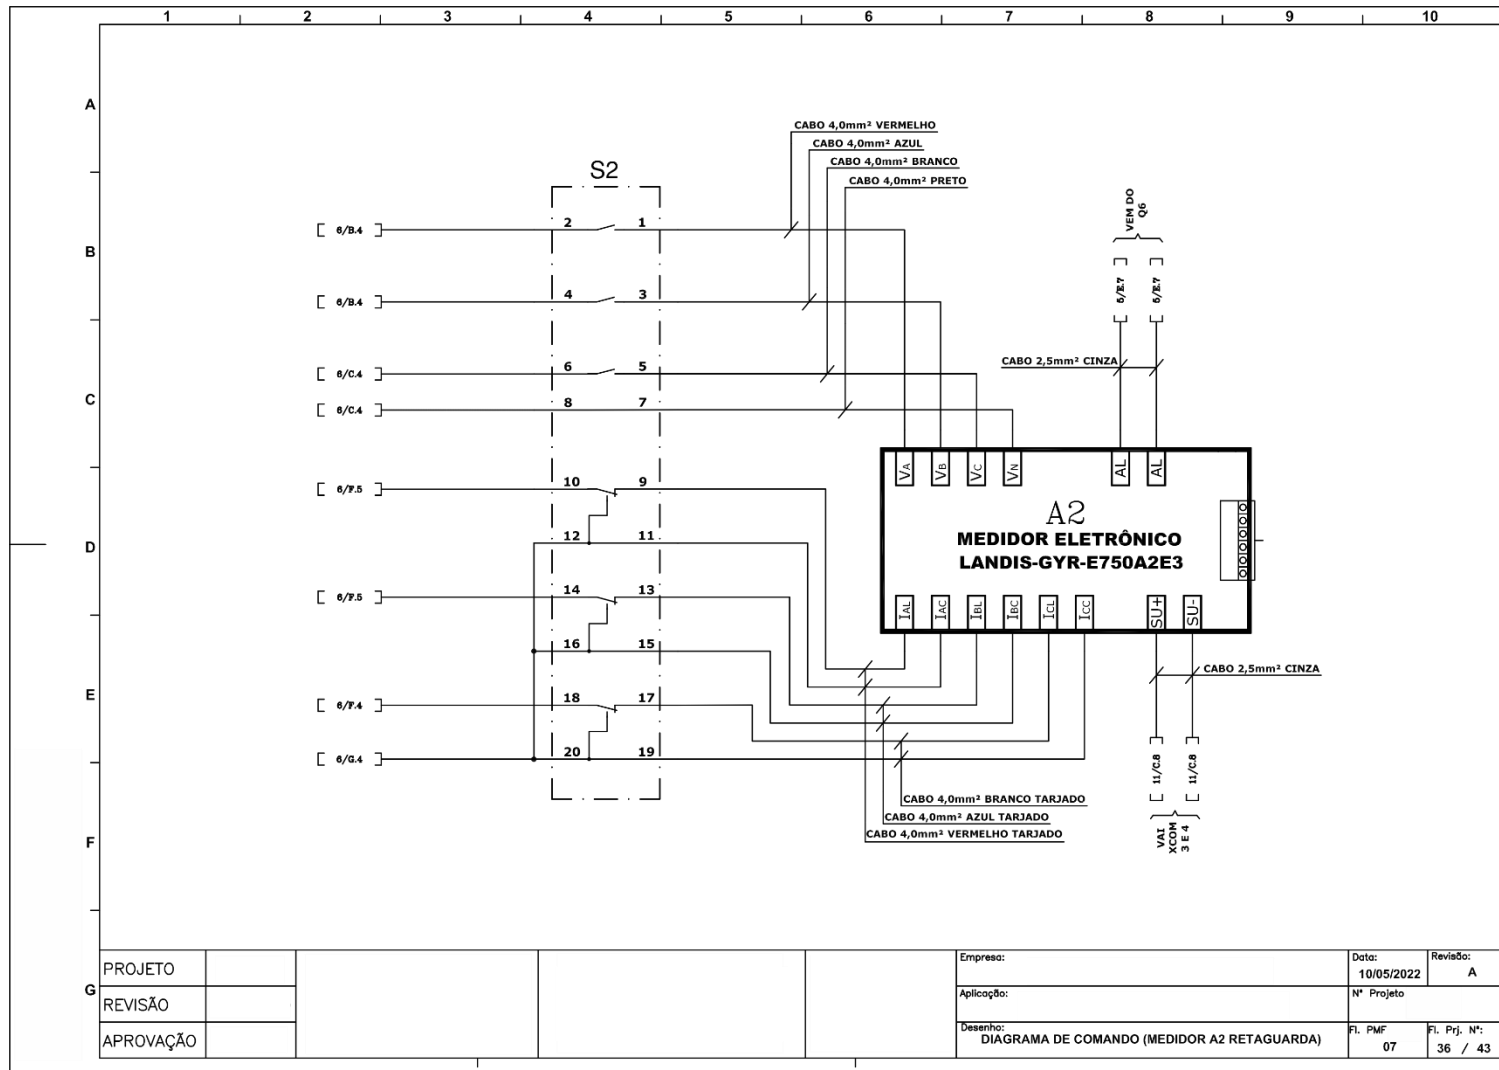 1 2 3 4 5 6 7 8 9 10
A
B
C
D
E
F
G
CABO 4,0mm² VERMELHO
CABO 4,0mm² AZUL
CABO 4,0mm² BRANCO
CABO 4,0mm² PRETO
S2
VEM DO
Q6
6/B.4 2 1
5/E.7 5/E.7
6/B.4 4 3
CABO 2,5mm² CINZA
6/C.4 6 5
6/C.4 8 7
VA VB VC VN AL AL
6/F.5 10 9
A2
MEDIDOR ELETRÔNICO
LANDIS-GYR-E750A2E3
12 11
6/F.5 14 13
IAL IAC IBL IBC ICL ICC SU+ SU-
16 15
CABO 2,5mm² CINZA
6/F.4 18 17
6/G.4 20 19
11/C.8 11/C.8
CABO 4,0mm² BRANCO TARJADO
CABO 4,0mm² AZUL TARJADO
CABO 4,0mm² VERMELHO TARJADO
VAI
XCOM
3 E 4
PROJETO
REVISÃO
APROVAÇÃO
Empresa:
Aplicação:
Desenho:
DIAGRAMA DE COMANDO (MEDIDOR A2 RETAGUARDA)
Data:
10/05/2022
Revisão:
A
N° Projeto
Fl. PMF
07
Fl. Prj. N°:
36 / 43